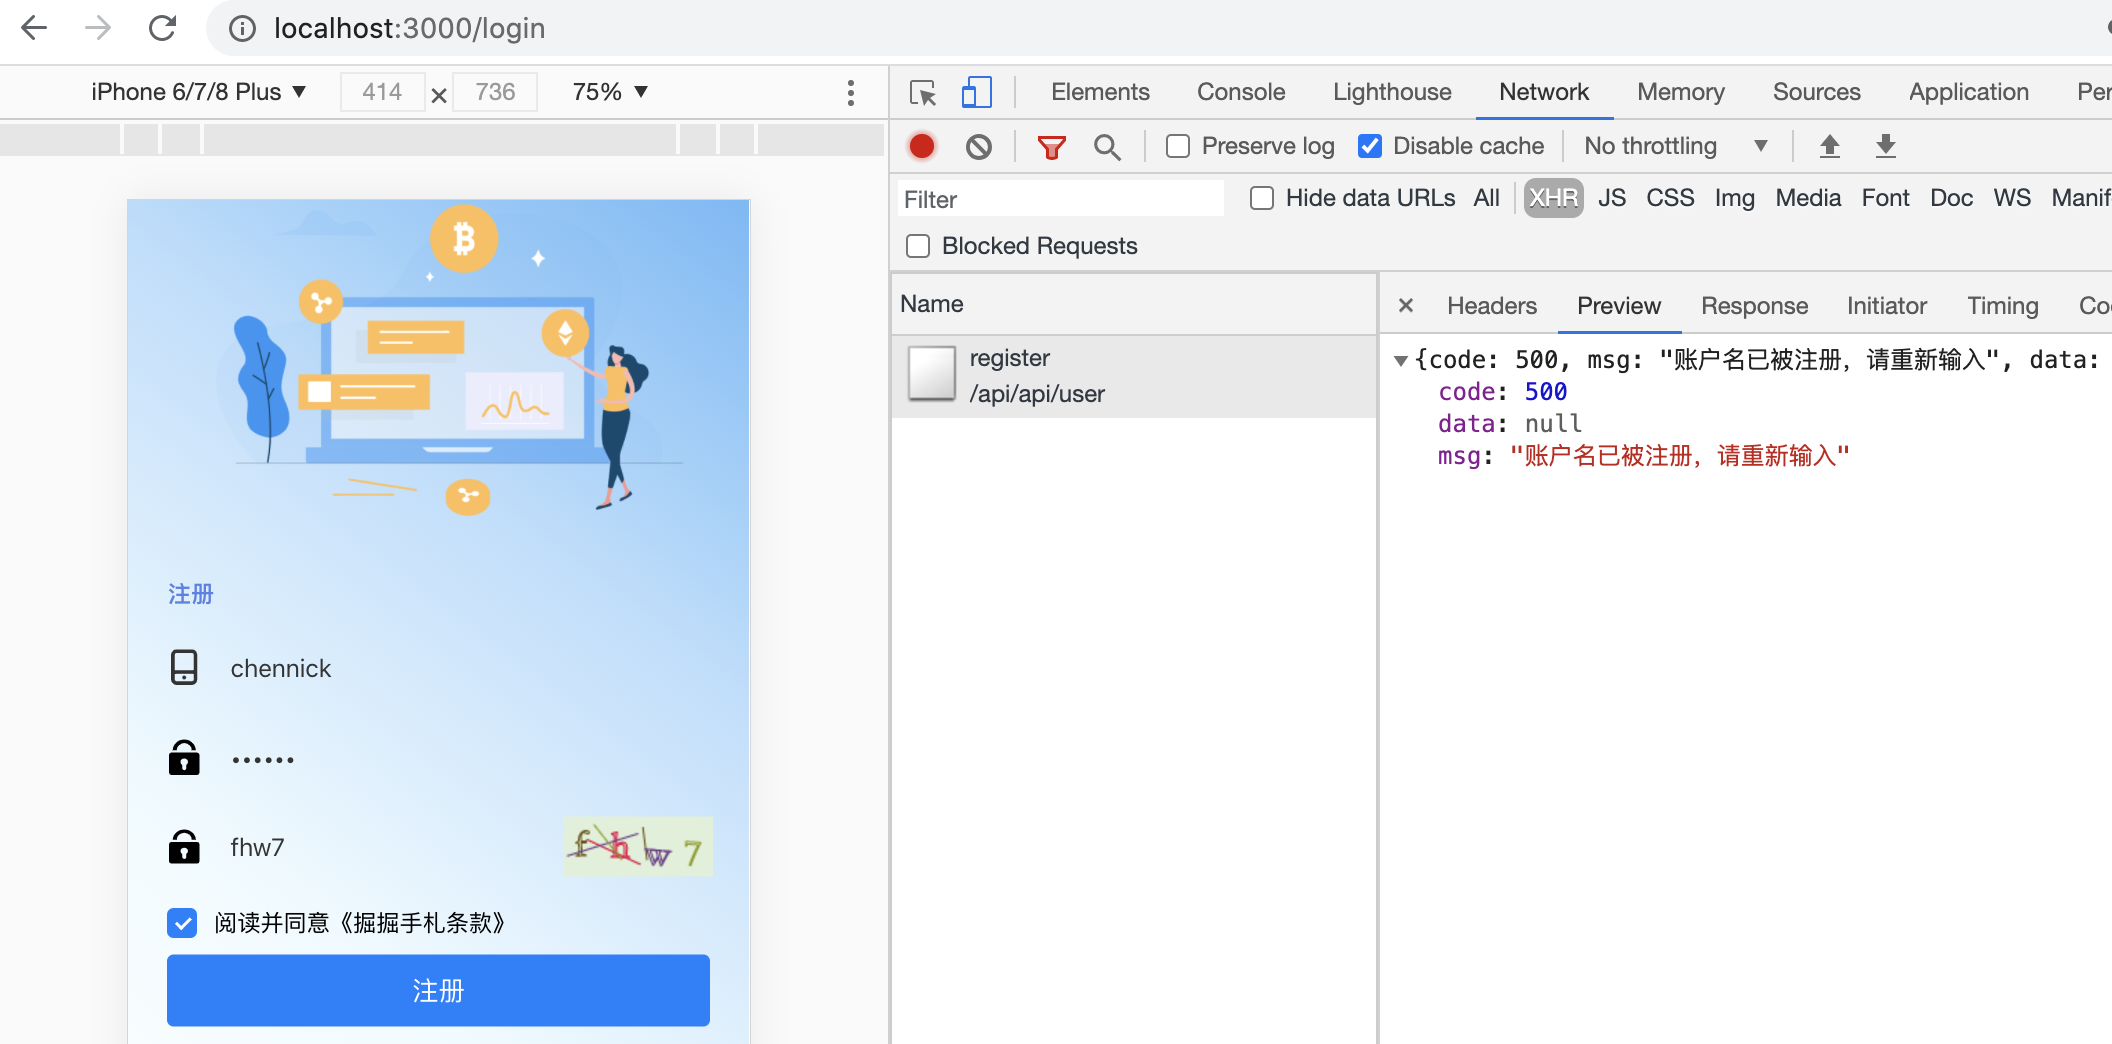 localhost:3000/login
iPhone 6/7/8 Plus ▼ 414 × 736 75% ▼
Elements Console Lighthouse Network Memory Sources Application Per
Preserve log Disable cache No throttling ▼
Filter Hide data URLs All XHR JS CSS Img Media Font Doc WS Manif
Blocked Requests
Name
register
/api/api/user
× Headers Preview Response Initiator Timing Coo
▼{code: 500, msg: "账户名已被注册，请重新输入", data:
code: 500
data: null
msg: "账户名已被注册，请重新输入"
注册
chennick
••••••
fhw7
fhw7
阅读并同意《掘掘手札条款》
注册